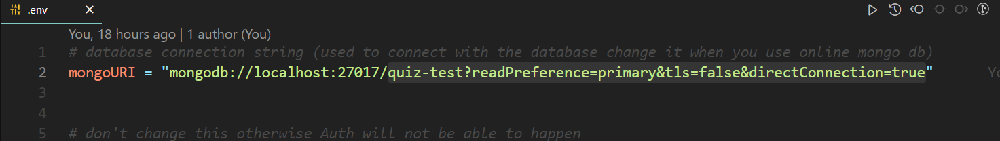 .env
You, 18 hours ago | 1 author (You)
1 # database connection string (used to connect with the database change it when you use online mongo db)
2 mongoURI = "mongodb://localhost:27017/quiz-test?readPreference=primary&tls=false&directConnection=true" Yo
3
4
5 # don't change this otherwise Auth will not be able to happen